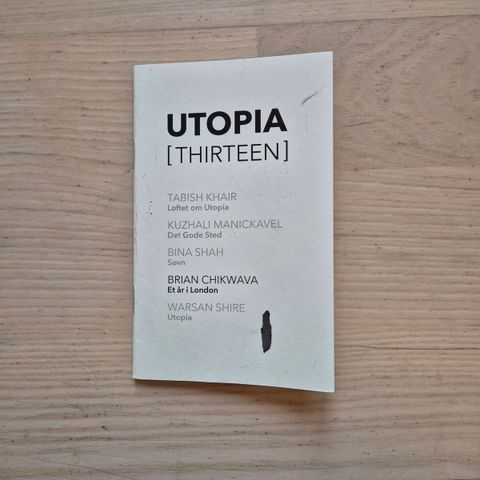 UTOPIA
[THIRTEEN]
TABISH KHAIR
Løftet om Utopia
KUZHALI MANICKAVEL
Det Gode Sted
BINA SHAH
Søvn
BRIAN CHIKWAVA
Et år i London
WARSAN SHIRE
Utopia